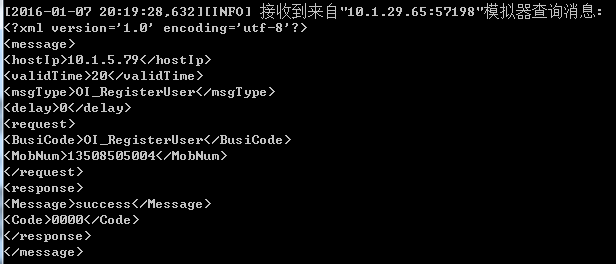 [2016-01-07 20:19:28,632][INFO] 接收到来自"10.1.29.65:57198"模拟器查询消息:
<?xml version='1.0' encoding='utf-8'?>
<message>
<hostIp>10.1.5.79</hostIp>
<validTime>20</validTime>
<msgType>OI_RegisterUser</msgType>
<delay>0</delay>
<request>
<BusiCode>OI_RegisterUser</BusiCode>
<MobNum>13508505004</MobNum>
</request>
<response>
<Message>success</Message>
<Code>0000</Code>
</response>
</message>